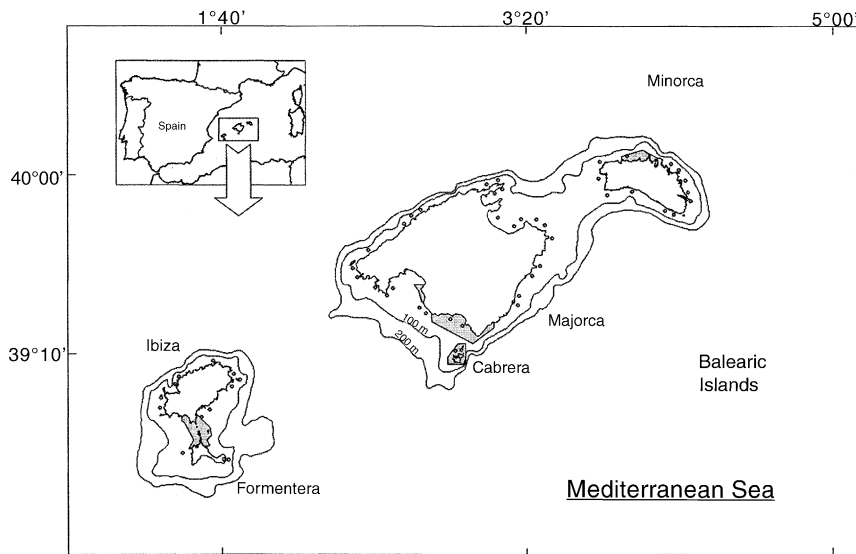 1°40’
3°20’
5°00’
Minorca
Spain
40°00’
100 m
200 m
Majorca
39°10’
Ibiza
Cabrera
Balearic
Islands
Formentera
Mediterranean Sea